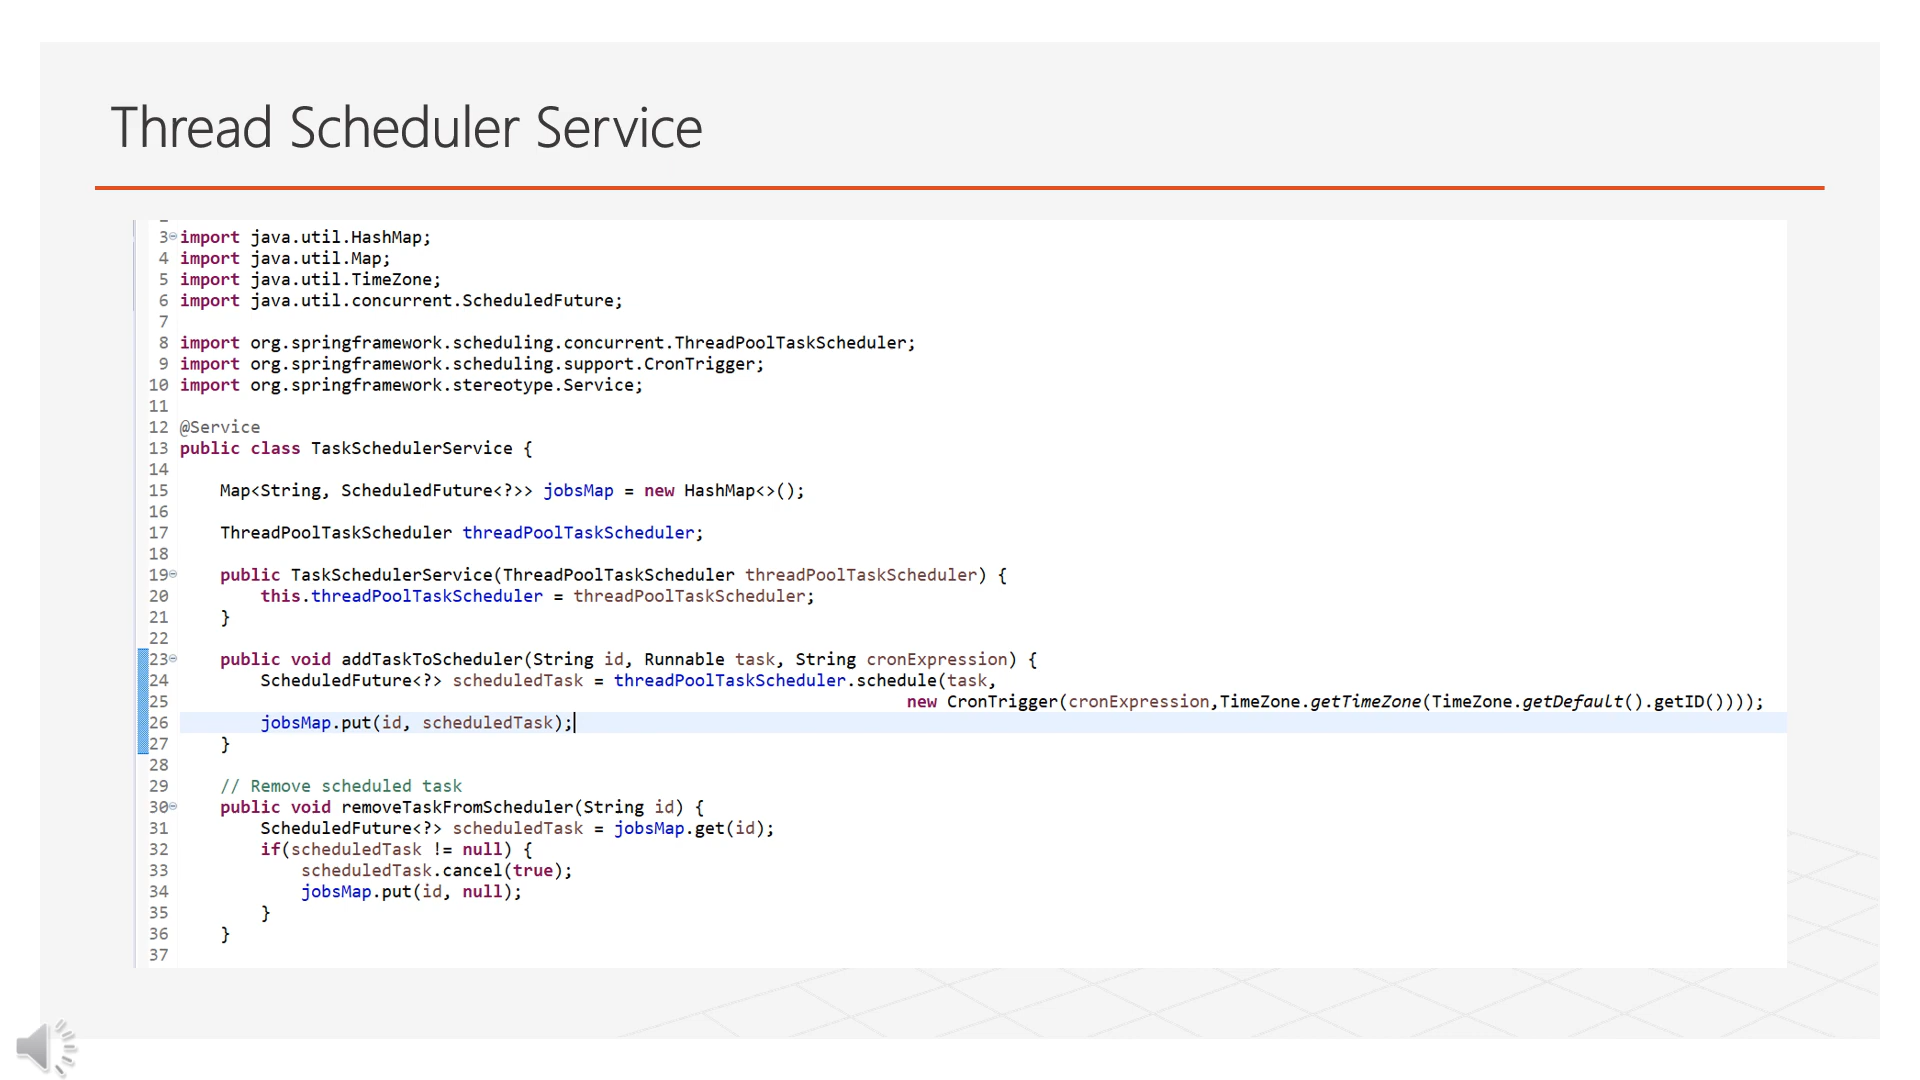 Thread Scheduler Service
3 import java.util.HashMap;
4 import java.util.Map;
5 import java.util.TimeZone;
6 import java.util.concurrent.ScheduledFuture;
7
8 import org.springframework.scheduling.concurrent.ThreadPoolTaskScheduler;
9 import org.springframework.scheduling.support.CronTrigger;
10 import org.springframework.stereotype.Service;
11
12 @Service
13 public class TaskSchedulerService {
14
15     Map<String, ScheduledFuture<?>> jobsMap = new HashMap<>();
16
17     ThreadPoolTaskScheduler threadPoolTaskScheduler;
18
19     public TaskSchedulerService(ThreadPoolTaskScheduler threadPoolTaskScheduler) {
20         this.threadPoolTaskScheduler = threadPoolTaskScheduler;
21     }
22
23     public void addTaskToScheduler(String id, Runnable task, String cronExpression) {
24         ScheduledFuture<?> scheduledTask = threadPoolTaskScheduler.schedule(task,
25                                                                         new CronTrigger(cronExpression,TimeZone.getTimeZone(TimeZone.getDefault().getID())));
26         jobsMap.put(id, scheduledTask);
27     }
28
29     // Remove scheduled task
30     public void removeTaskFromScheduler(String id) {
31         ScheduledFuture<?> scheduledTask = jobsMap.get(id);
32         if(scheduledTask != null) {
33             scheduledTask.cancel(true);
34             jobsMap.put(id, null);
35         }
36     }
37